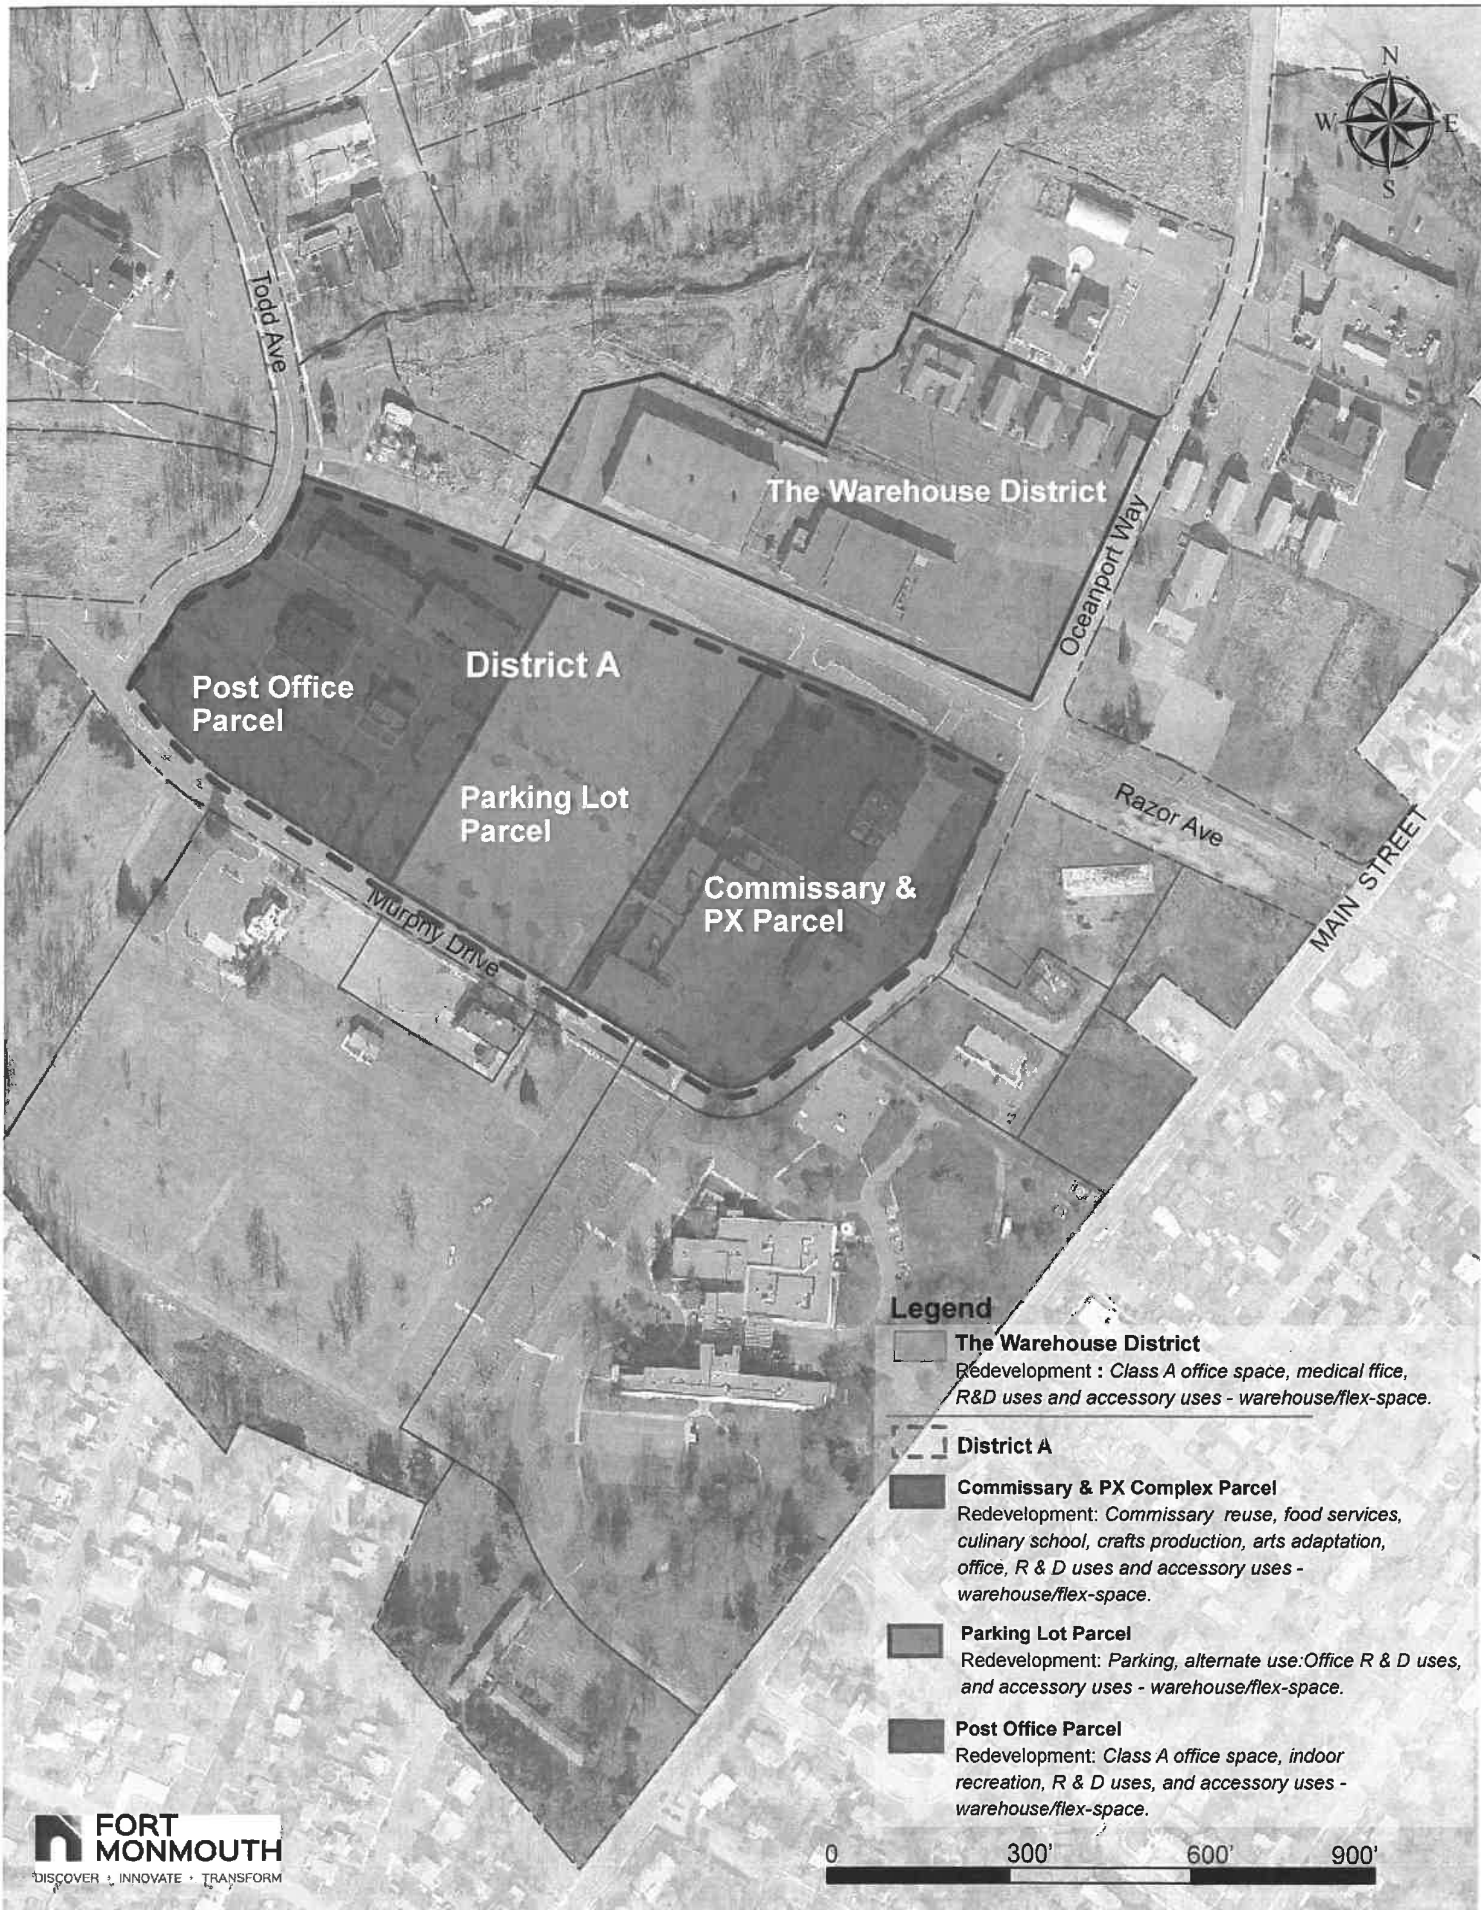 N
W E
S
Todd Ave
The Warehouse District
Oceanport Way
District A
Post Office
Parcel
Parking Lot
Parcel
Razor Ave
MAIN STREET
Commissary &
PX Parcel
Murphy Drive
Legend
The Warehouse District
Redevelopment : Class A office space, medical ffice,
R&D uses and accessory uses - warehouse/flex-space.
District A
Commissary & PX Complex Parcel
Redevelopment: Commissary reuse, food services,
culinary school, crafts production, arts adaptation,
office, R & D uses and accessory uses -
warehouse/flex-space.
Parking Lot Parcel
Redevelopment: Parking, alternate use:Office R & D uses,
and accessory uses - warehouse/flex-space.
Post Office Parcel
Redevelopment: Class A office space, indoor
recreation, R & D uses, and accessory uses -
warehouse/flex-space.
FORT
MONMOUTH
DISCOVER • INNOVATE • TRANSFORM
0 300' 600' 900'